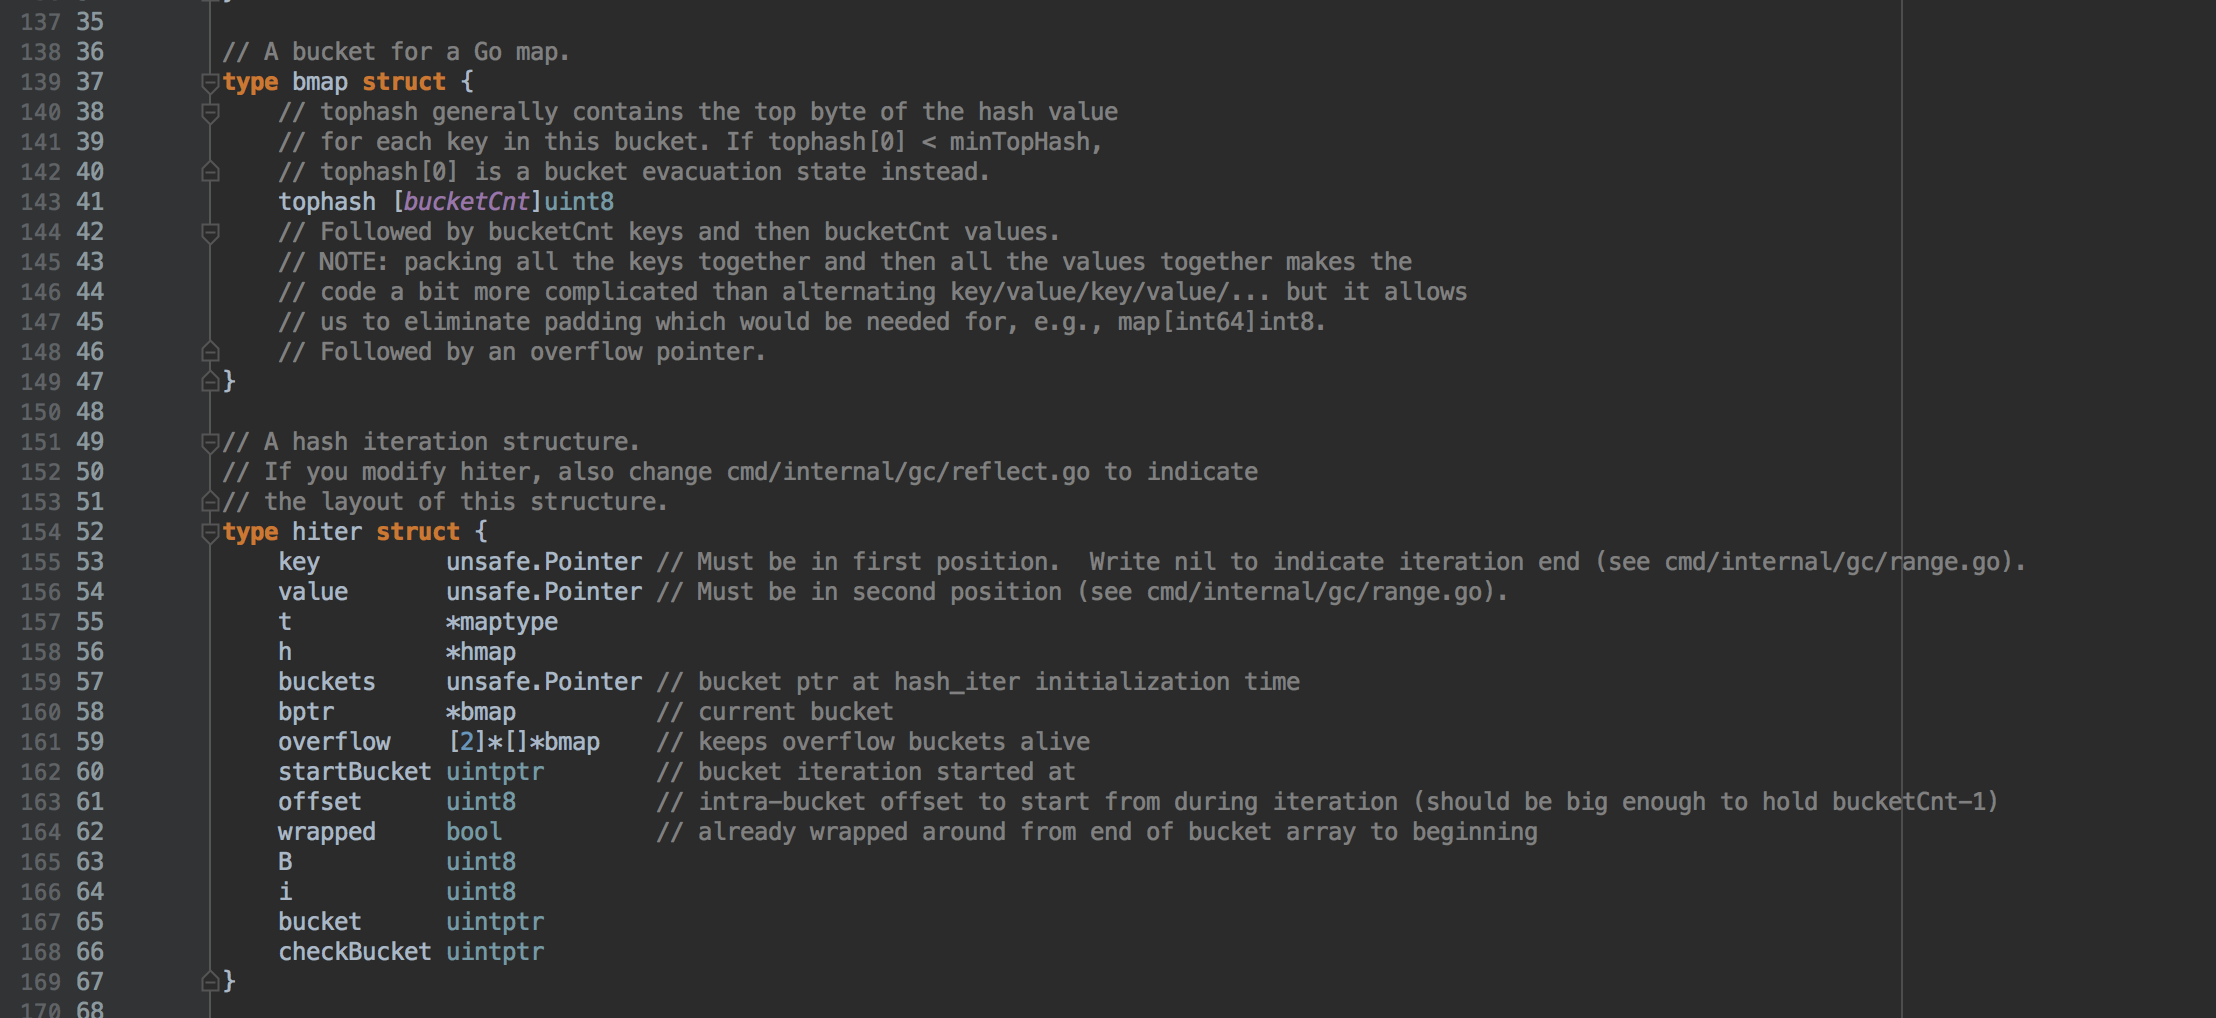 137 35
138 36 // A bucket for a Go map.
139 37 type bmap struct {
140 38 // tophash generally contains the top byte of the hash value
141 39 // for each key in this bucket. If tophash[0] < minTopHash,
142 40 // tophash[0] is a bucket evacuation state instead.
143 41 tophash [bucketCnt]uint8
144 42 // Followed by bucketCnt keys and then bucketCnt values.
145 43 // NOTE: packing all the keys together and then all the values together makes the
146 44 // code a bit more complicated than alternating key/value/key/value/... but it allows
147 45 // us to eliminate padding which would be needed for, e.g., map[int64]int8.
148 46 // Followed by an overflow pointer.
149 47 }
150 48
151 49 // A hash iteration structure.
152 50 // If you modify hiter, also change cmd/internal/gc/reflect.go to indicate
153 51 // the layout of this structure.
154 52 type hiter struct {
155 53 key unsafe.Pointer // Must be in first position.  Write nil to indicate iteration end (see cmd/internal/gc/range.go).
156 54 value unsafe.Pointer // Must be in second position (see cmd/internal/gc/range.go).
157 55 t *maptype
158 56 h *hmap
159 57 buckets unsafe.Pointer // bucket ptr at hash_iter initialization time
160 58 bptr *bmap // current bucket
161 59 overflow [2]*[]*bmap // keeps overflow buckets alive
162 60 startBucket uintptr // bucket iteration started at
163 61 offset uint8 // intra-bucket offset to start from during iteration (should be big enough to hold bucketCnt-1)
164 62 wrapped bool // already wrapped around from end of bucket array to beginning
165 63 B uint8
166 64 i uint8
167 65 bucket uintptr
168 66 checkBucket uintptr
169 67 }
170 68